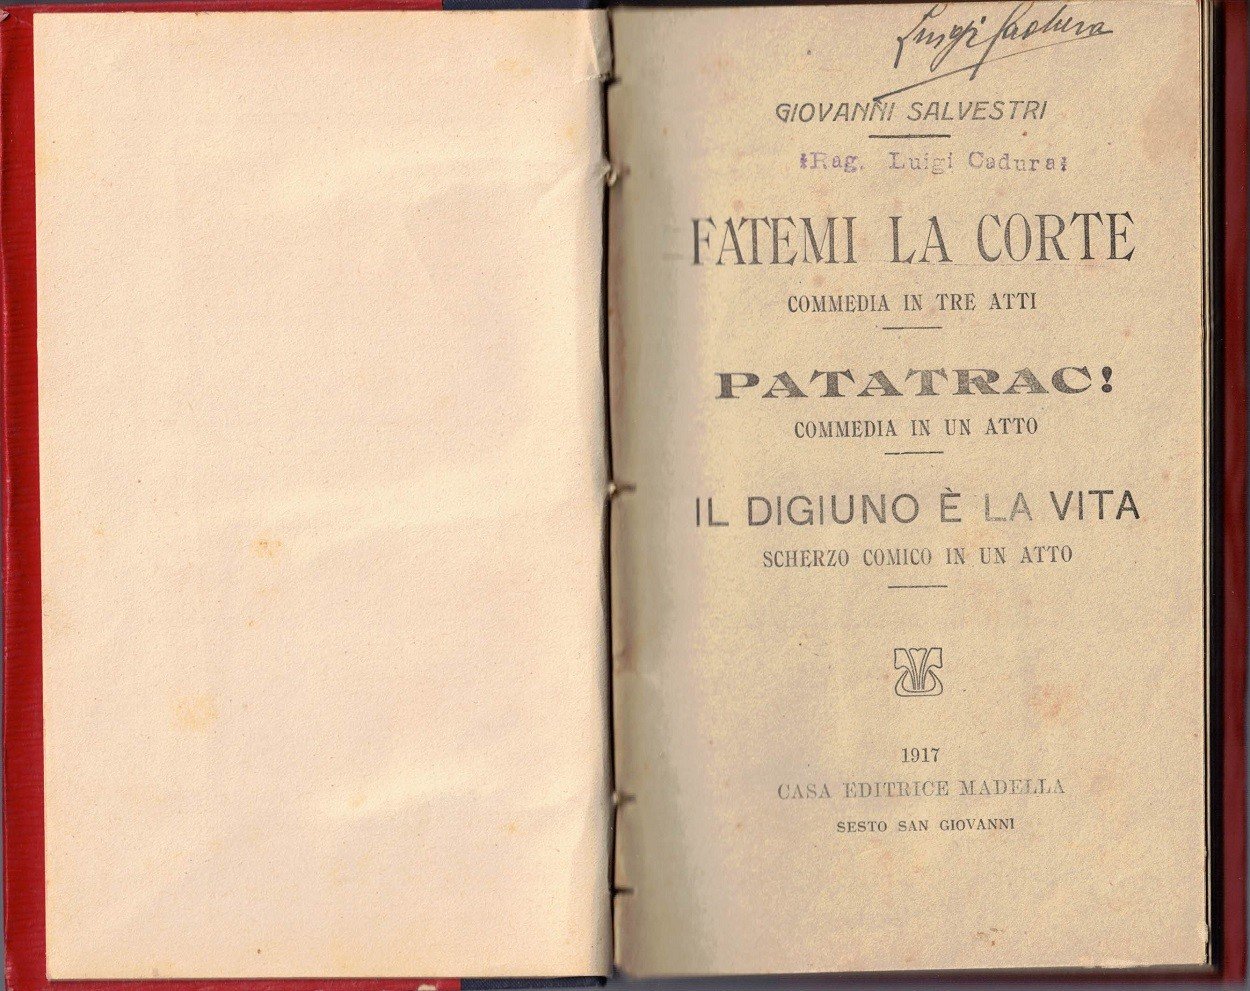 Luigi Cadura
GIOVANNI SALVESTRI
Rag. Luigi Cadura
FATEMI LA CORTE
COMMEDIA IN TRE ATTI
PATATRAC!
COMMEDIA IN UN ATTO
IL DIGIUNO È LA VITA
SCHERZO COMICO IN UN ATTO
1917
CASA EDITRICE MADELLA
SESTO SAN GIOVANNI